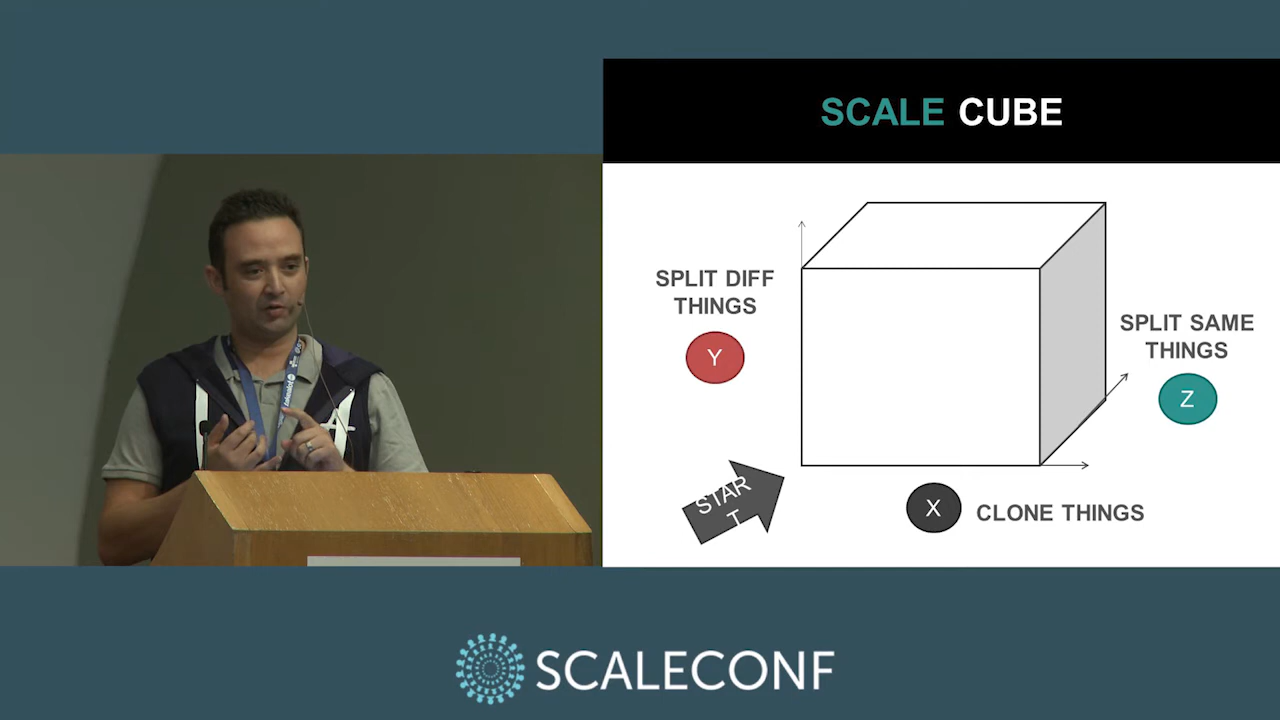 SCALE CUBE
SPLIT DIFF
THINGS
Y
SPLIT SAME
THINGS
Z
STAR
T
X
CLONE THINGS
SCALECONF